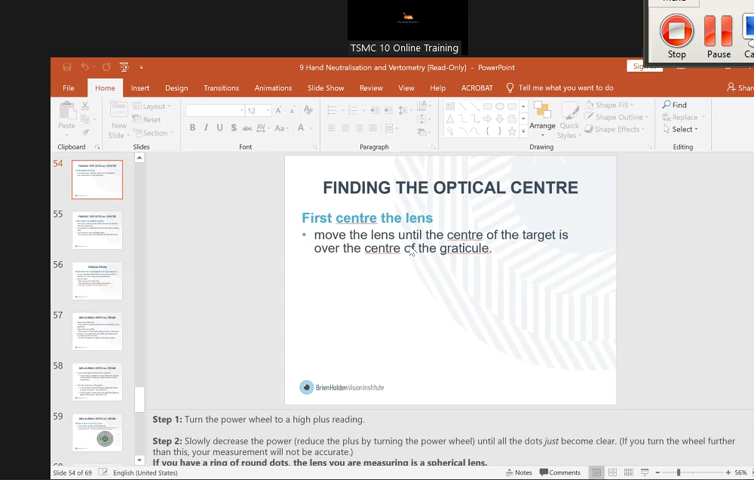 Menu
Stop
Pause
TSMC 10 Online Training
9 Hand Neutralisation and Vertometry [Read-Only] - PowerPoint
File
Home
Insert
Design
Transitions
Animations
Slide Show
Review
View
Help
ACROBAT
Tell me what you want to do
Paste
New
Slide
Layout
Reset
Section
12
B I U S
Aa
A
Arrange
Quick
Styles
Shape Fill
Shape Outline
Shape Effects
Find
Replace
Select
Clipboard
Slides
Font
Paragraph
Drawing
Editing
54
55
56
57
58
59
FINDING THE OPTICAL CENTRE
First centre the lens
• move the lens until the centre of the target is
over the centre of the graticule.
BrienHoldenVisionInstitute
Step 1: Turn the power wheel to a high plus reading.
Step 2: Slowly decrease the power (reduce the plus by turning the power wheel) until all the dots just become clear. (If you turn the wheel further
than this, your measurement will not be accurate.)
If you have a ring of round dots, the lens you are measuring is a spherical lens.
Slide 54 of 69
English (United States)
Notes
Comments
56%